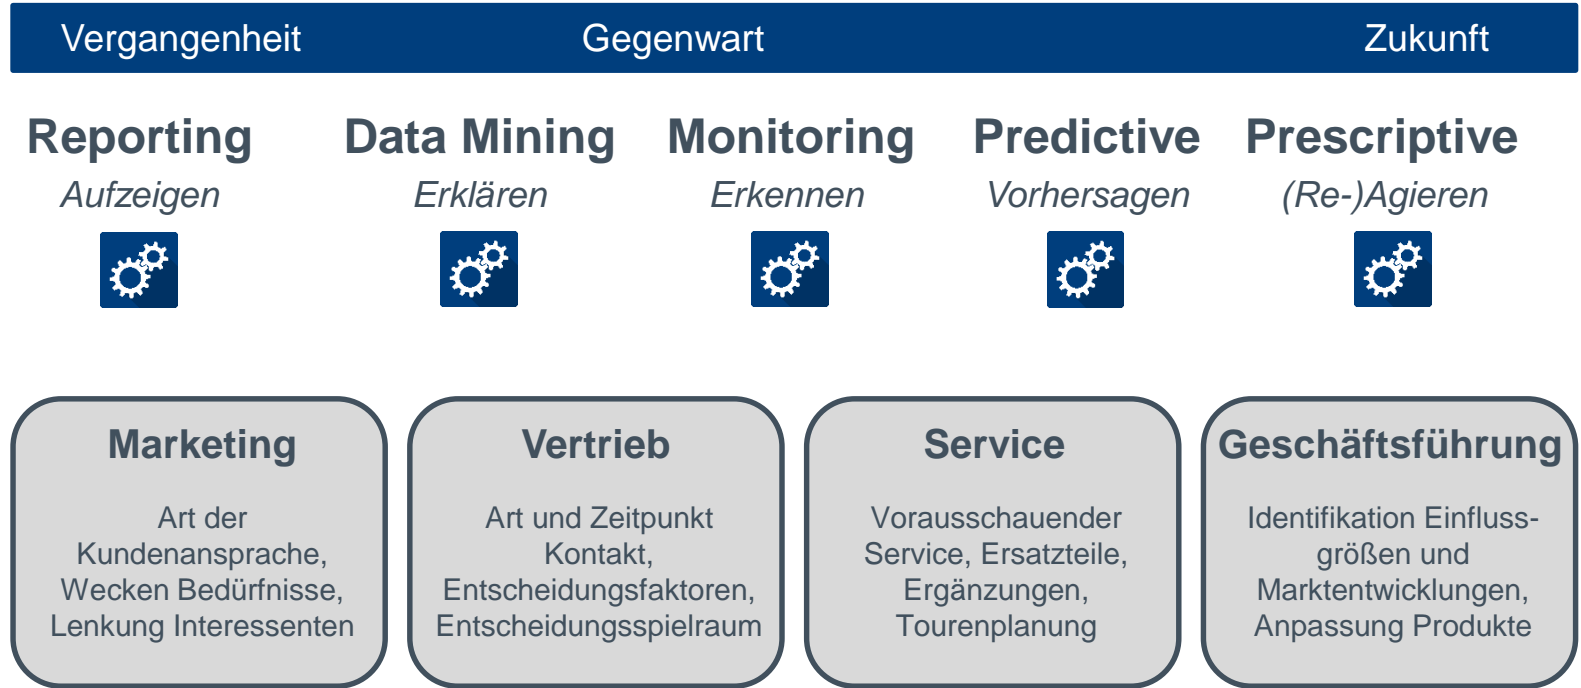 Vergangenheit Gegenwart Zukunft
Reporting Data Mining Monitoring Predictive Prescriptive
Aufzeigen Erklären Erkennen Vorhersagen (Re-)Agieren
Marketing
Art der
Kundenansprache,
Wecken Bedürfnisse,
Lenkung Interessenten
Vertrieb
Art und Zeitpunkt
Kontakt,
Entscheidungsfaktoren,
Entscheidungsspielraum
Service
Vorausschauender
Service, Ersatzteile,
Ergänzungen,
Tourenplanung
Geschäftsführung
Identifikation Einfluss-
größen und
Marktentwicklungen,
Anpassung Produkte